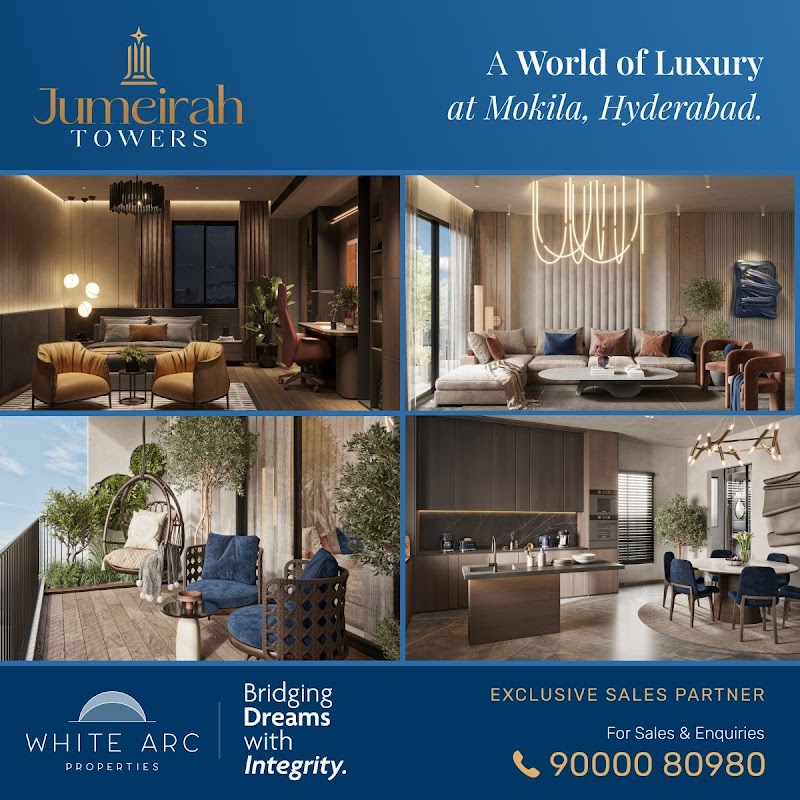 Jumeirah
TOWERS
A World of Luxury
at Mokila, Hyderabad.
WHITE ARC
PROPERTIES
Bridging
Dreams
with
Integrity.
EXCLUSIVE SALES PARTNER
For Sales & Enquiries
90000 80980